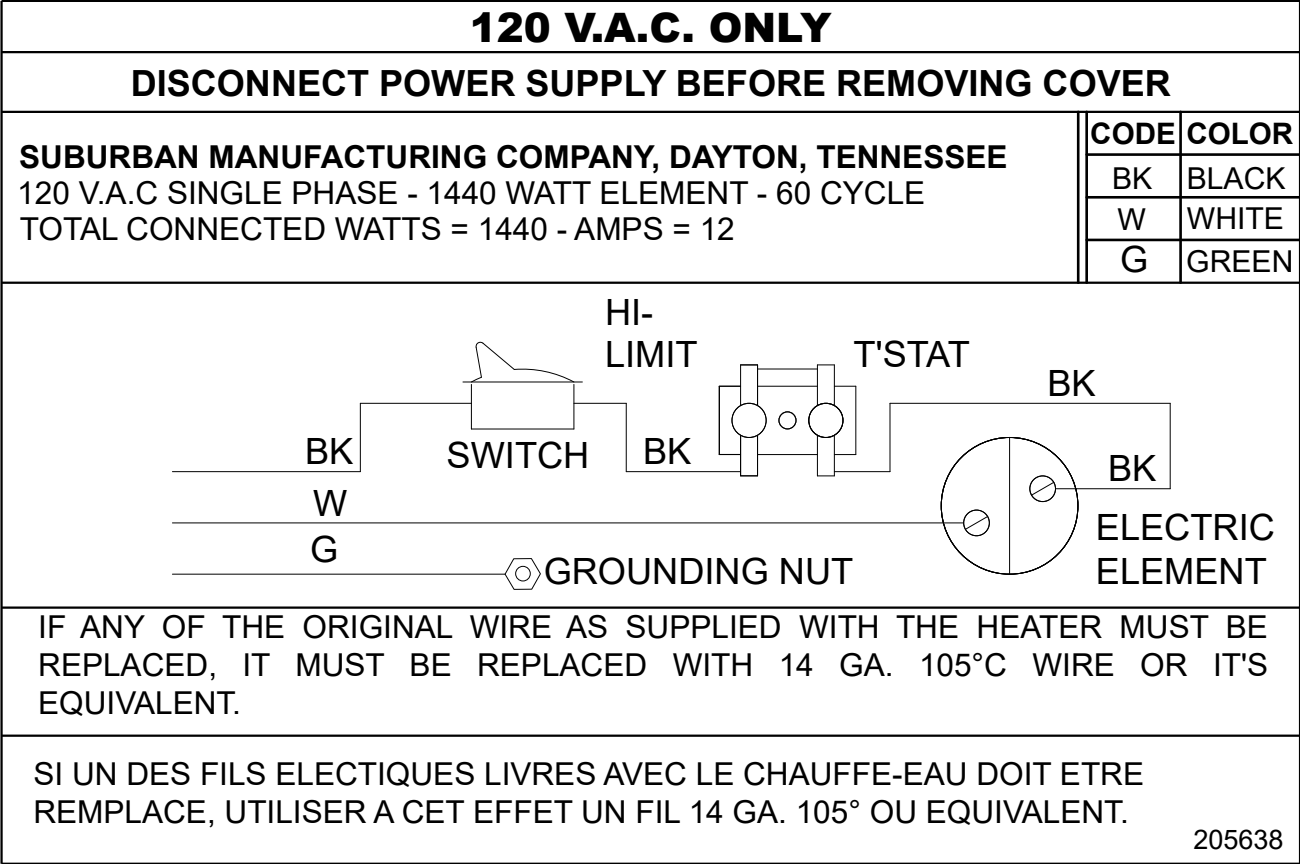 120 V.A.C. ONLY
DISCONNECT POWER SUPPLY BEFORE REMOVING COVER
SUBURBAN MANUFACTURING COMPANY, DAYTON, TENNESSEE
120 V.A.C SINGLE PHASE - 1440 WATT ELEMENT - 60 CYCLE
TOTAL CONNECTED WATTS = 1440 - AMPS = 12
CODE COLOR
BK BLACK
W WHITE
G GREEN
HI-
LIMIT
T'STAT
BK
BK
SWITCH
BK
BK
W
G
GROUNDING NUT
ELECTRIC
ELEMENT
IF ANY OF THE ORIGINAL WIRE AS SUPPLIED WITH THE HEATER MUST BE
REPLACED, IT MUST BE REPLACED WITH 14 GA. 105°C WIRE OR IT'S
EQUIVALENT.
SI UN DES FILS ELECTIQUES LIVRES AVEC LE CHAUFFE-EAU DOIT ETRE
REMPLACE, UTILISER A CET EFFET UN FIL 14 GA. 105° OU EQUIVALENT.
205638